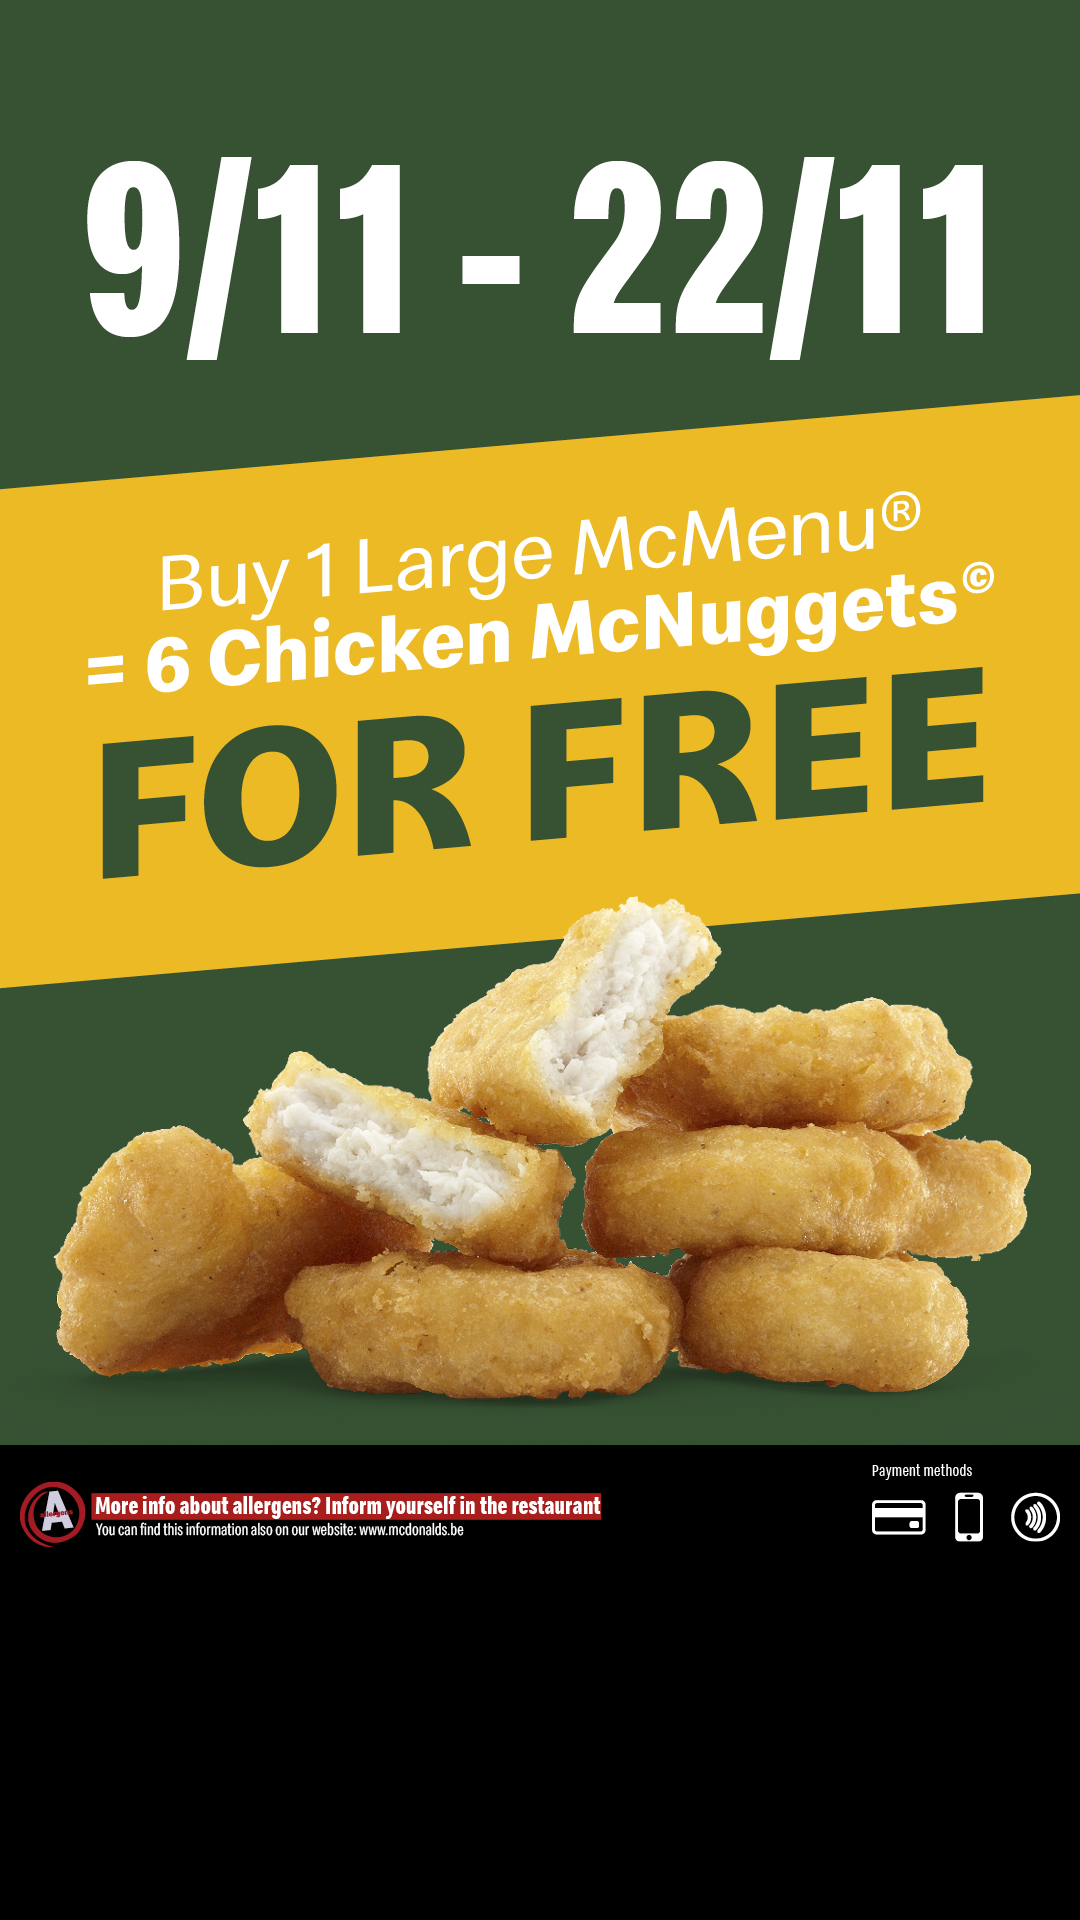 9/11 - 22/11
Buy 1 Large McMenu®
= 6 Chicken McNuggets©
FOR FREE
Payment methods
A
allergens
More info about allergens? Inform yourself in the restaurant
You can find this information also on our website: www.mcdonalds.be